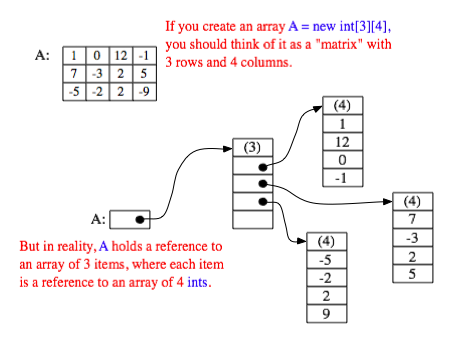 If you create an array A = new int[3][4],
you should think of it as a "matrix" with
3 rows and 4 columns.
A:
1 0 12 -1
7 -3 2 5
-5 -2 2 -9
(3)
(4)
1
12
0
-1
A:
(4)
7
-3
2
5
(4)
-5
-2
2
9
But in reality, A holds a reference to
an array of 3 items, where each item
is a reference to an array of 4 ints.